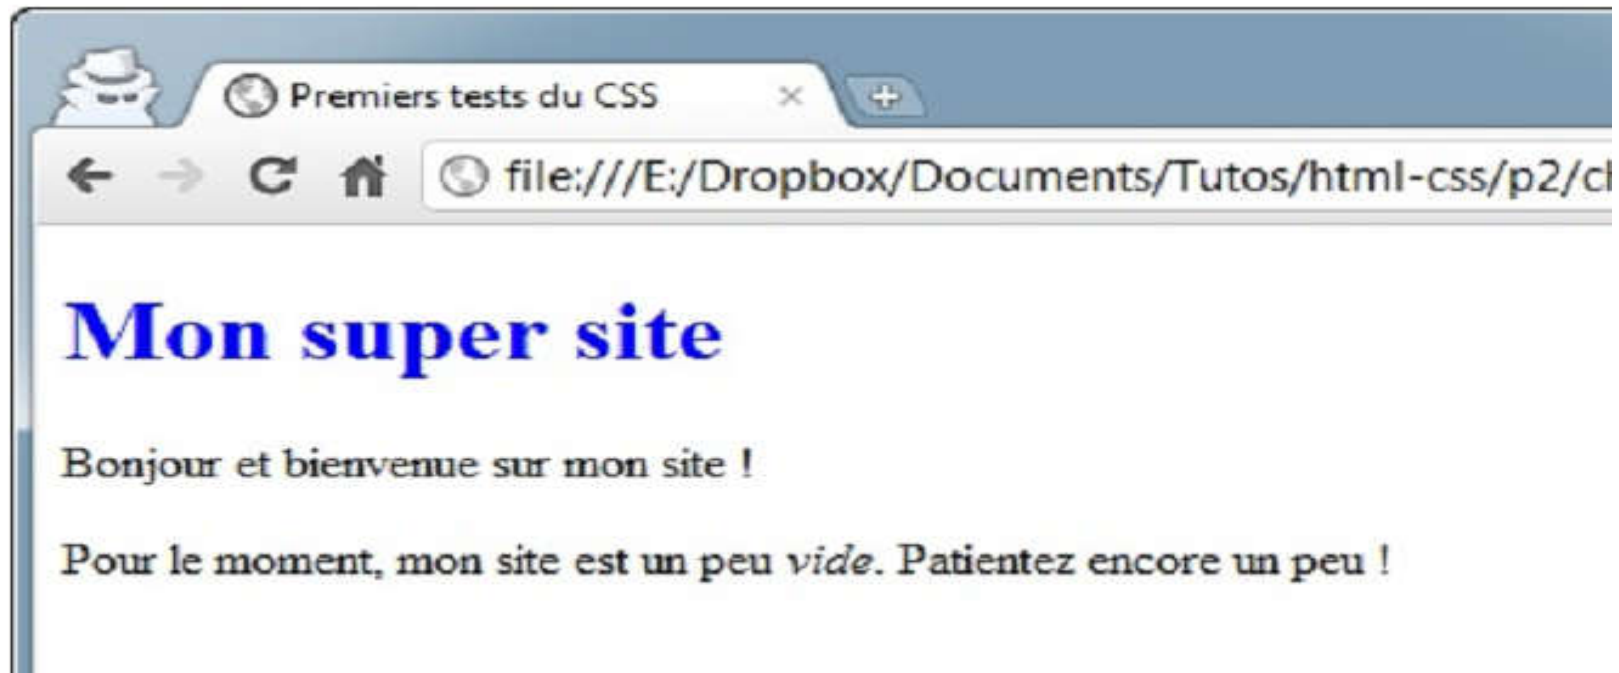 Premiers tests du CSS
file:///E:/Dropbox/Documents/Tutos/html-css/p2/
Mon super site
Bonjour et bienvenue sur mon site !
Pour le moment, mon site est un peu vide. Patientez encore un peu !